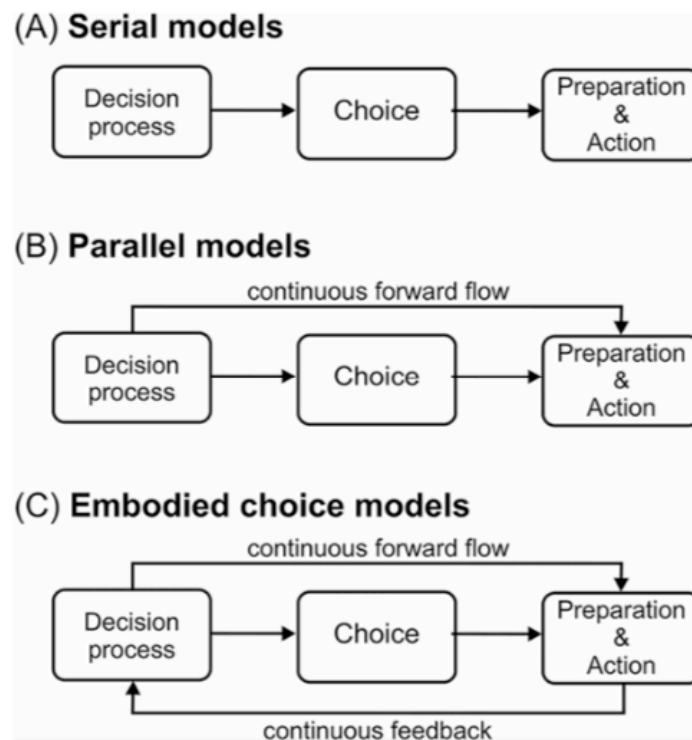 (A) Serial models
Decision
process
Choice
Preparation
&
Action
(B) Parallel models
continuous forward flow
Decision
process
Choice
Preparation
&
Action
(C) Embodied choice models
continuous forward flow
Decision
process
Choice
Preparation
&
Action
continuous feedback